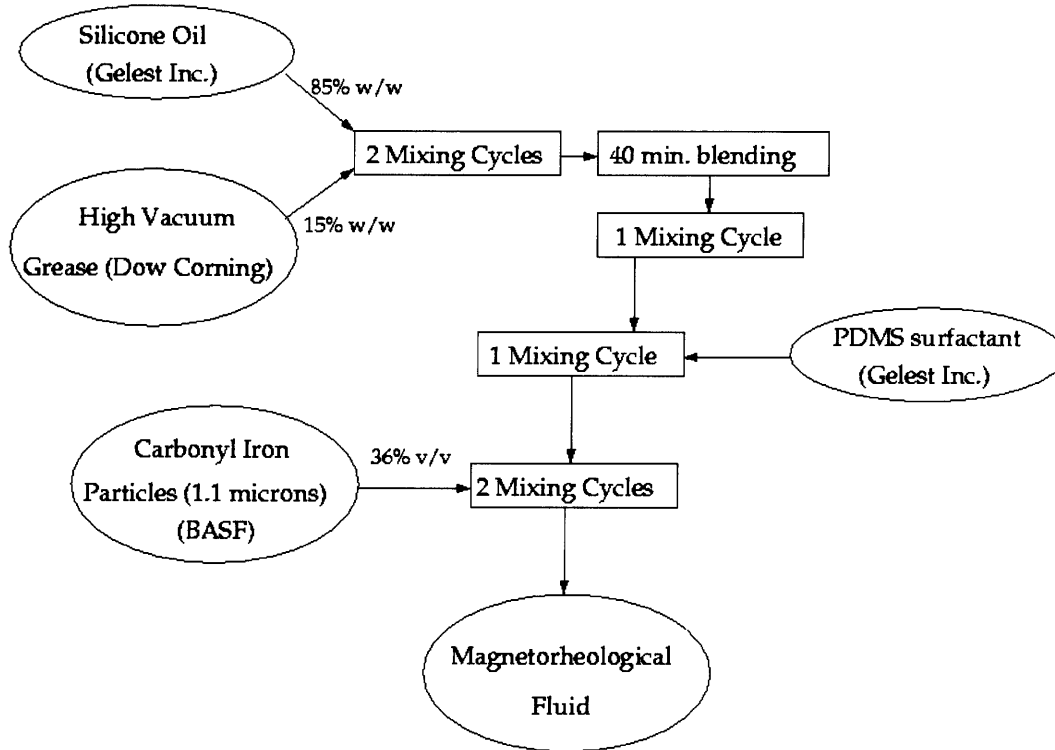 Silicone Oil
(Gelest Inc.)
85% w/w
2 Mixing Cycles
40 min. blending
High Vacuum
Grease (Dow Corning)
15% w/w
1 Mixing Cycle
1 Mixing Cycle
PDMS surfactant
(Gelest Inc.)
Carbonyl Iron
Particles (1.1 microns)
(BASF)
36% v/v
2 Mixing Cycles
Magnetorheological
Fluid